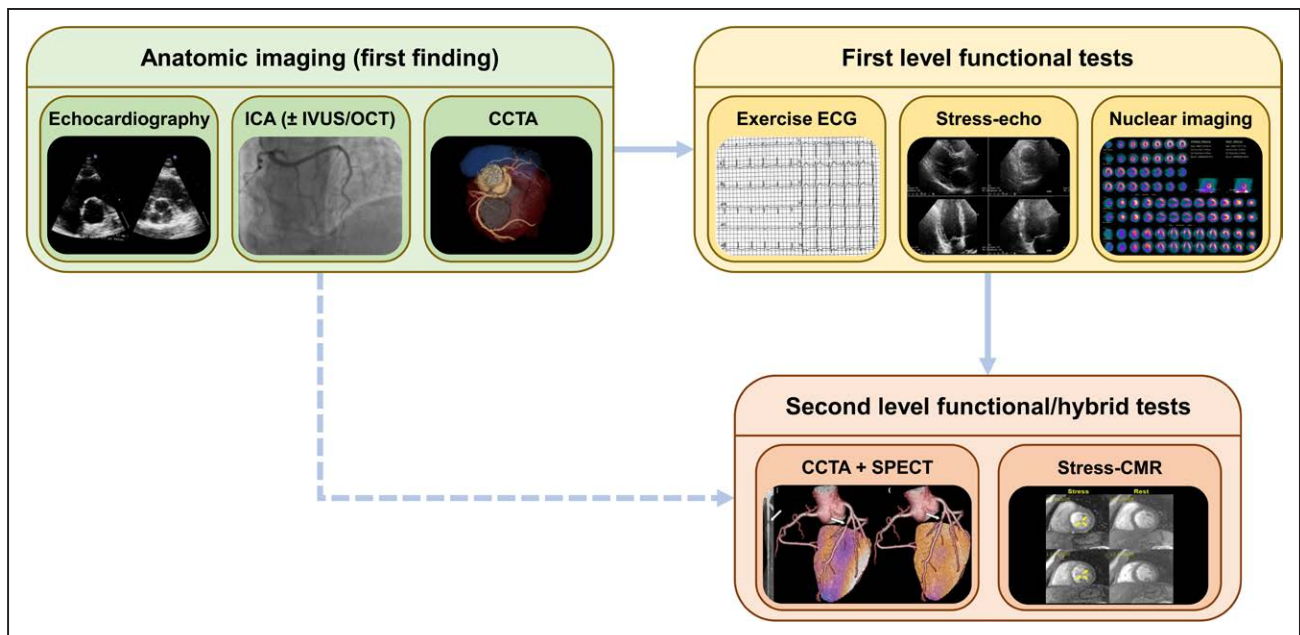 Anatomic imaging (first finding)
Echocardiography
ICA (± IVUS/OCT)
CCTA
First level functional tests
Exercise ECG
Stress-echo
Nuclear imaging
Second level functional/hybrid tests
CCTA + SPECT
Stress-CMR
Stress
Rest